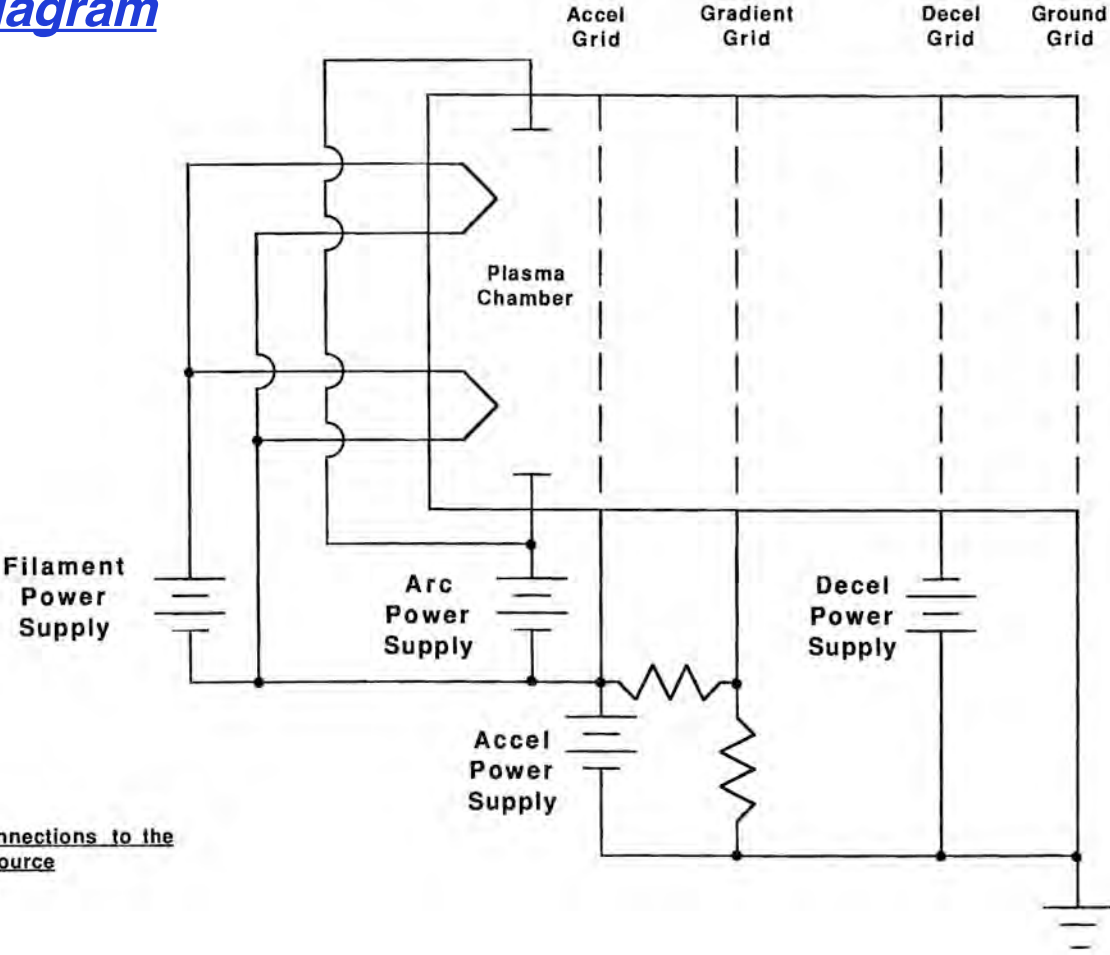 agram
Accel
Grid
Gradient
Grid
Decel
Grid
Ground
Grid
Plasma
Chamber
Filament
Power
Supply
Arc
Power
Supply
Decel
Power
Supply
Accel
Power
Supply
nnections to the
ource